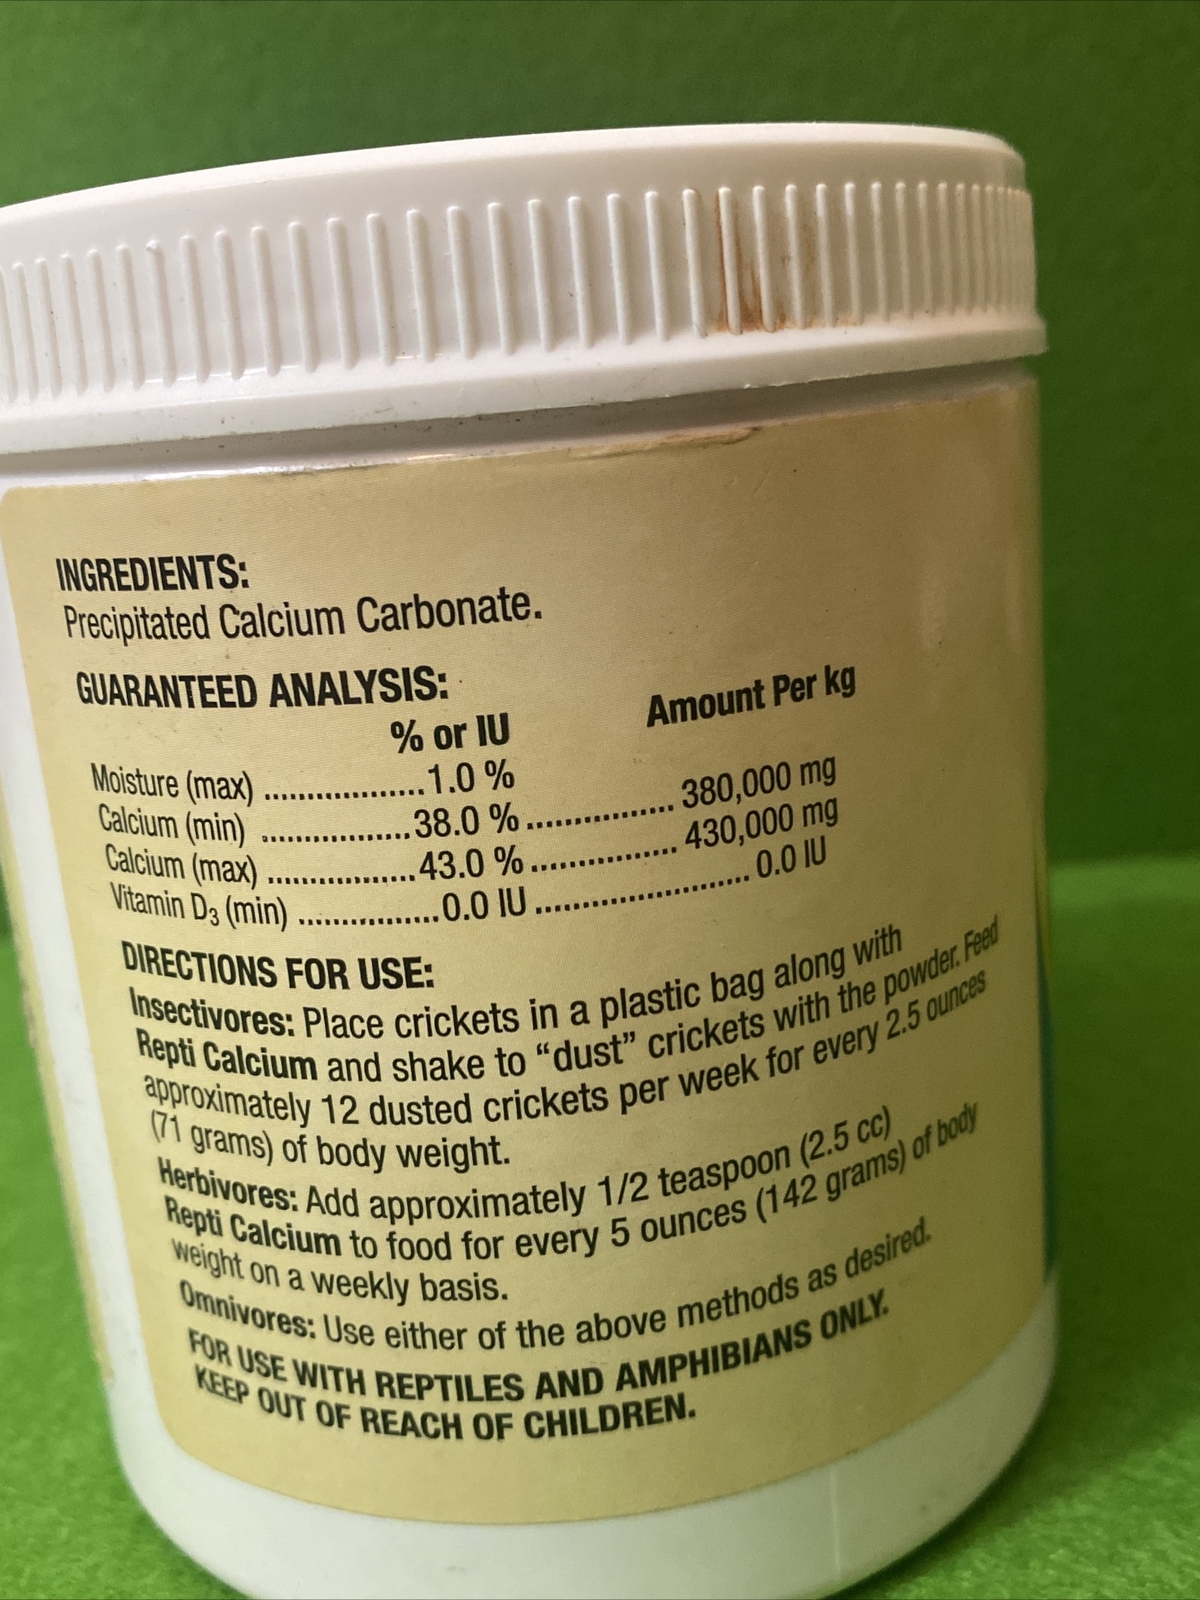 INGREDIENTS:
Precipitated Calcium Carbonate.
GUARANTEED ANALYSIS:
% or IU Amount Per kg
Moisture (max) ..................1.0 %
Calcium (min) .................38.0 % ................. 380,000 mg
Calcium (max) .................43.0 % ................. 430,000 mg
Vitamin D₃ (min) ................0.0 IU ......................... 0.0 IU
DIRECTIONS FOR USE:
Insectivores: Place crickets in a plastic bag along with
Repti Calcium and shake to “dust” crickets with the powder. Feed
approximately 12 dusted crickets per week for every 2.5 ounces
(71 grams) of body weight.
Herbivores: Add approximately 1/2 teaspoon (2.5 cc)
Repti Calcium to food for every 5 ounces (142 grams) of body
weight on a weekly basis.
Omnivores: Use either of the above methods as desired.
FOR USE WITH REPTILES AND AMPHIBIANS ONLY.
KEEP OUT OF REACH OF CHILDREN.